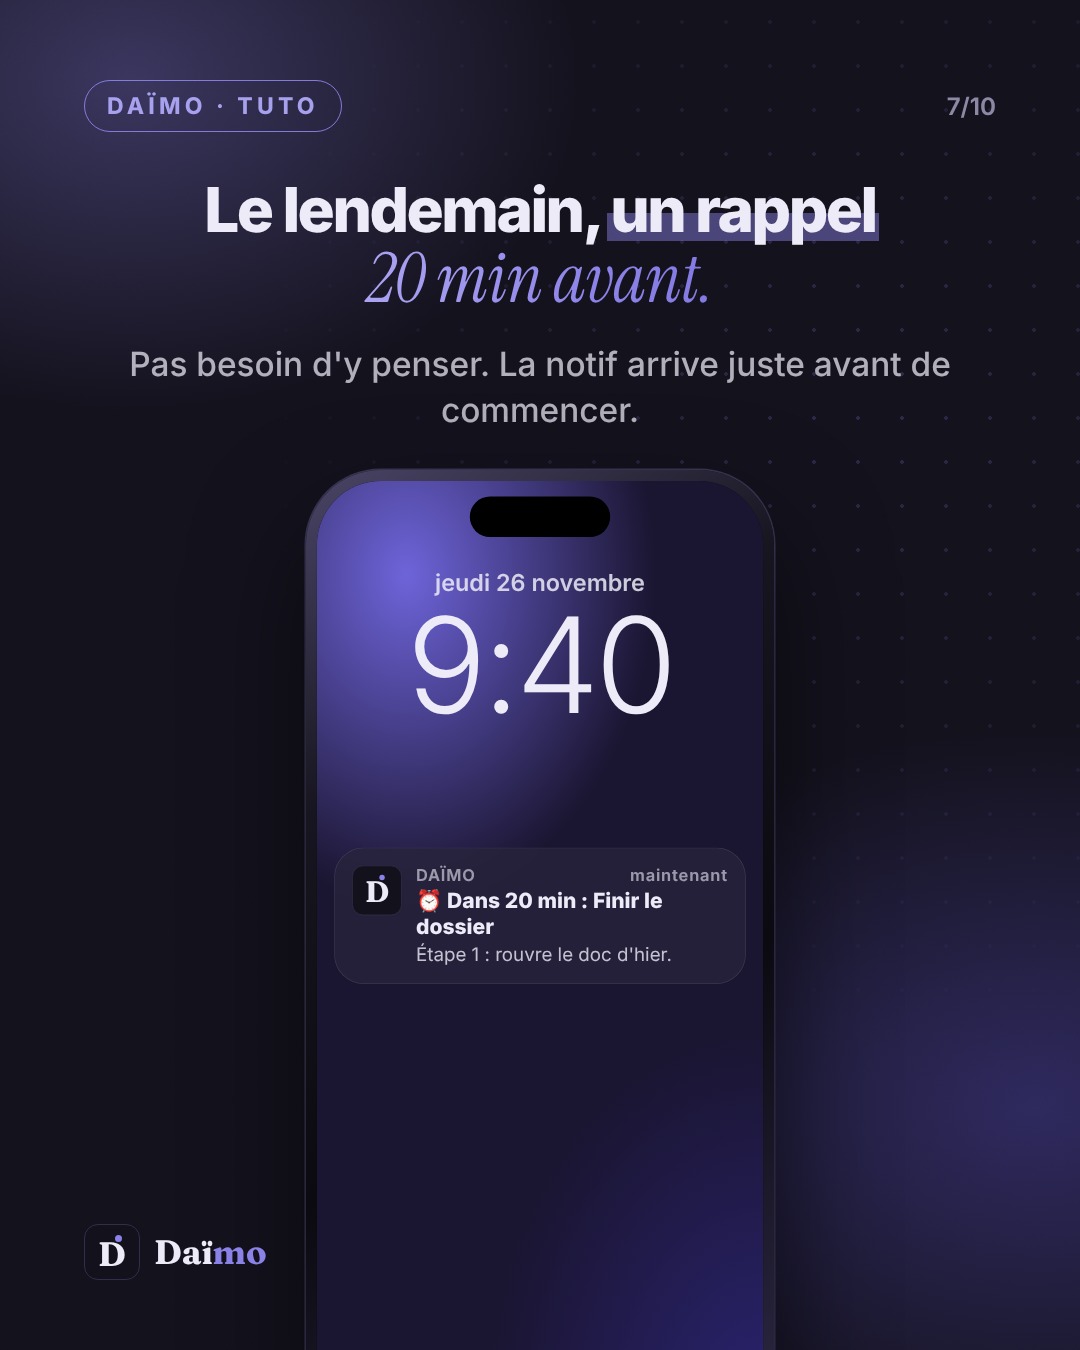 DAÏMO · TUTO
7/10
Le lendemain, un rappel
20 min avant.
Pas besoin d'y penser. La notif arrive juste avant de
commencer.
jeudi 26 novembre
9:40
D
DAÏMO
maintenant
⏰ Dans 20 min : Finir le
dossier
Étape 1 : rouvre le doc d'hier.
D
Daïmo